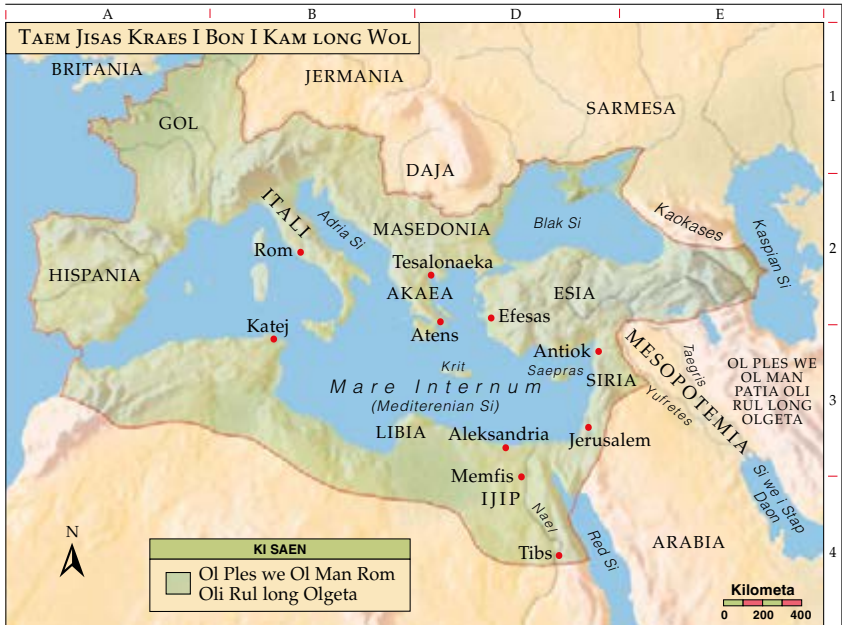 A B D E
TAEM JISAS KRAES I BON I KAM LONG WOL
BRITANIA
JERMANIA
1
SARMESA
GOL
DAJA
ITALI
Adria Si
MASEDONIA
Blak Si
Kaokases
Kaspian Si
2
Rom
HISPANIA
Tesalonaeka
AKAEA
ESIA
Efesas
Katej
Atens
Antiok
MESOPOTEMIA
Taegris
Yufretes
OL PLES WE
OL MAN
PATIA OLI
RUL LONG
OLGETA
Krit
Saepras
SIRIA
Mare Internum
(Mediterenian Si)
3
LIBIA
Aleksandria
Jerusalem
Memfis
IJIP
Nael
Si we i Stap
Daon
Red Si
ARABIA
4
Tibs
N
KI SAEN
Ol Ples we Ol Man Rom
Oli Rul long Olgeta
Kilometa
0 200 400